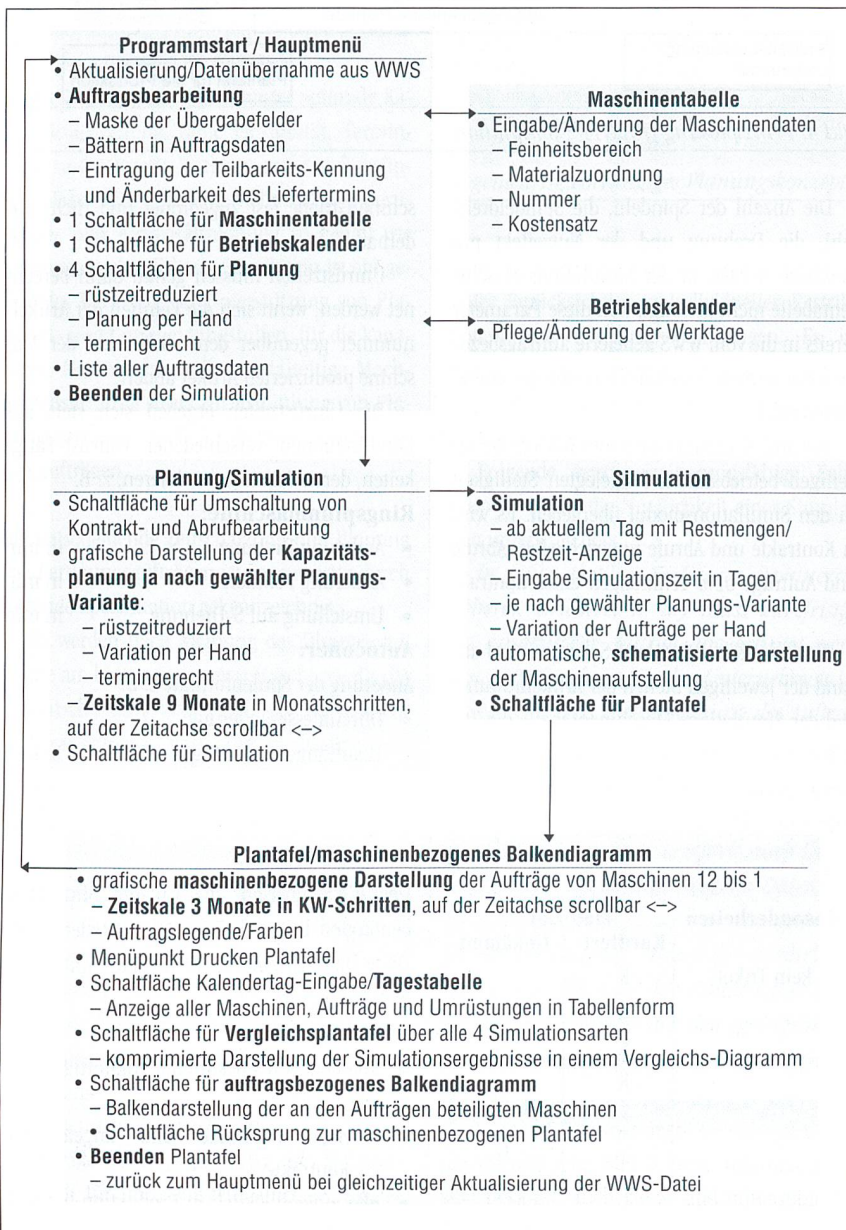 Programmstart / Hauptmenü
• Aktualisierung/Datenübernahme aus WWS
• Auftragsbearbeitung
– Maske der Übergabefelder
– Bättern in Auftragsdaten
– Eintragung der Teilbarkeits-Kennung
und Änderbarkeit des Liefertermins
• 1 Schaltfläche für Maschinentabelle
• 1 Schaltfläche für Betriebskalender
• 4 Schaltflächen für Planung
– rüstzeitreduziert
– Planung per Hand
– termingerecht
• Liste aller Auftragsdaten
• Beenden der Simulation
Maschinentabelle
• Eingabe/Änderung der Maschinendaten
– Feinheitsbereich
– Materialzuordnung
– Nummer
– Kostensatz
Betriebskalender
• Pflege/Änderung der Werktage
Planung/Simulation
• Schaltfläche für Umschaltung von
Kontrakt- und Abrufbearbeitung
• grafische Darstellung der Kapazitäts-
planung ja nach gewählter Planungs-
Variante:
– rüstzeitreduziert
– Variation per Hand
– termingerecht
– Zeitskale 9 Monate in Monatsschritten,
auf der Zeitachse scrollbar <–>
• Schaltfläche für Simulation
Silmulation
• Simulation
– ab aktuellem Tag mit Restmengen/
Restzeit-Anzeige
– Eingabe Simulationszeit in Tagen
– je nach gewählter Planungs-Variante
– Variation der Aufträge per Hand
• automatische, schematisierte Darstellung
der Maschinenaufstellung
• Schaltfläche für Plantafel
Plantafel/maschinenbezogenes Balkendiagramm
• grafische maschinenbezogene Darstellung der Aufträge von Maschinen 12 bis 1
– Zeitskale 3 Monate in KW-Schritten, auf der Zeitachse scrollbar <–>
– Auftragslegende/Farben
• Menüpunkt Drucken Plantafel
• Schaltfläche Kalendertag-Eingabe/Tagestabelle
– Anzeige aller Maschinen, Aufträge und Umrüstungen in Tabellenform
• Schaltfläche für Vergleichsplantafel über alle 4 Simulationsarten
– komprimierte Darstellung der Simulationsergebnisse in einem Vergleichs-Diagramm
• Schaltfläche für auftragsbezogenes Balkendiagramm
– Balkendarstellung der an den Aufträgen beteiligten Maschinen
• Schaltfläche Rücksprung zur maschinenbezogenen Plantafel
• Beenden Plantafel
– zurück zum Hauptmenü bei gleichzeitiger Aktualisierung der WWS-Datei